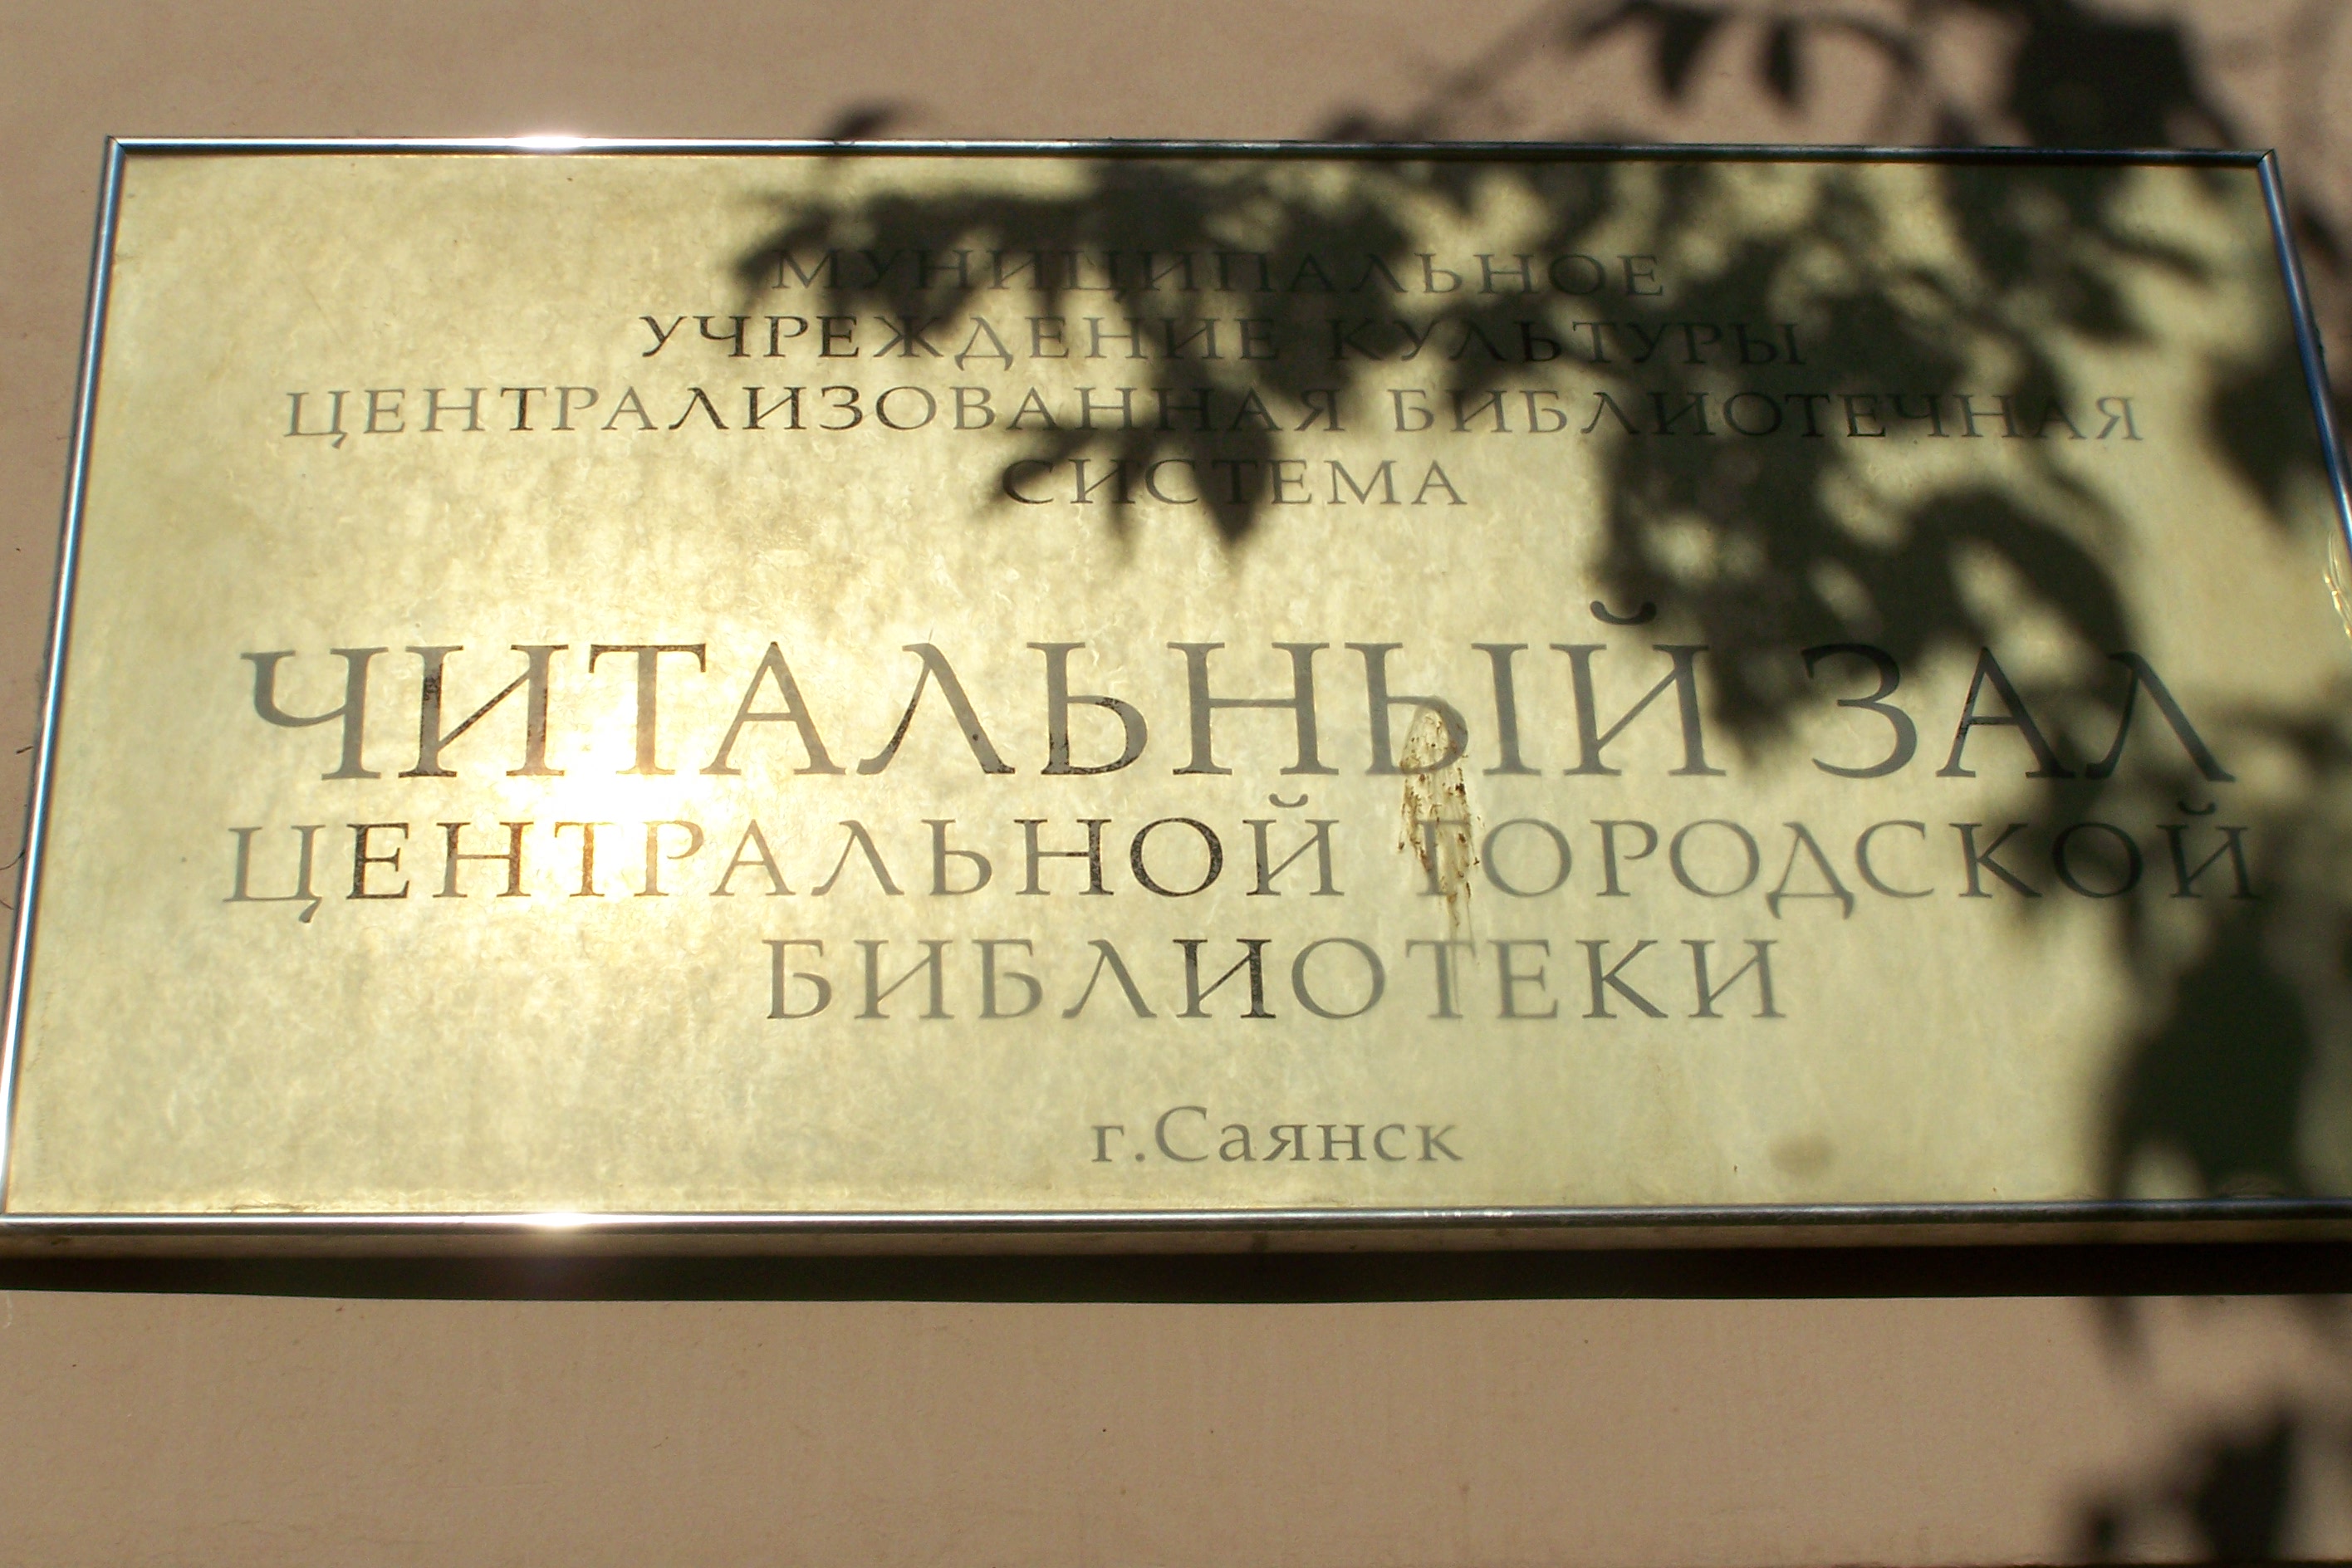 МУНИЦИПАЛЬНОЕ
УЧРЕЖДЕНИЕ КУЛЬТУРЫ
ЦЕНТРАЛИЗОВАННАЯ БИБЛИОТЕЧНАЯ
СИСТЕМА
ЧИТАЛЬНЫЙ ЗАЛ
ЦЕНТРАЛЬНОЙ ГОРОДСКОЙ
БИБЛИОТЕКИ
г.Саянск